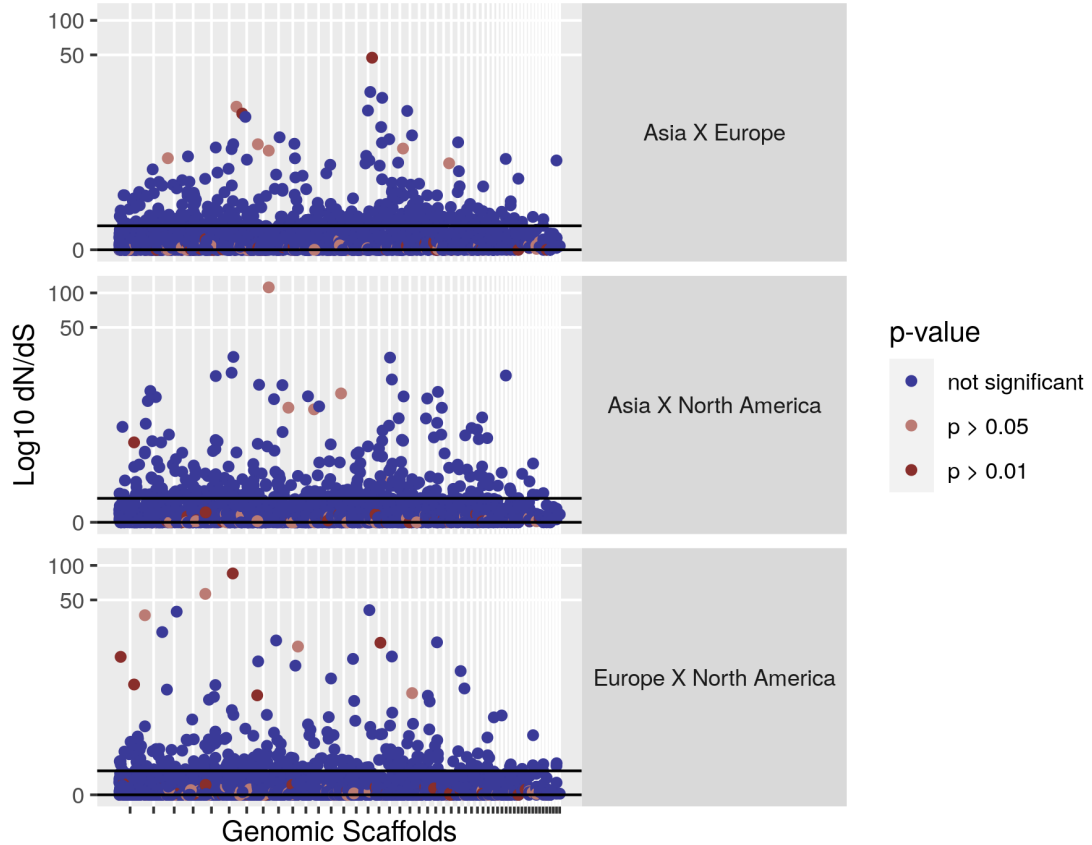 100
50
0
Asia X Europe
100
50
0
Asia X North America
100
50
0
Europe X North America
Log10 dN/dS
Genomic Scaffolds
p-value
not significant
p > 0.05
p > 0.01